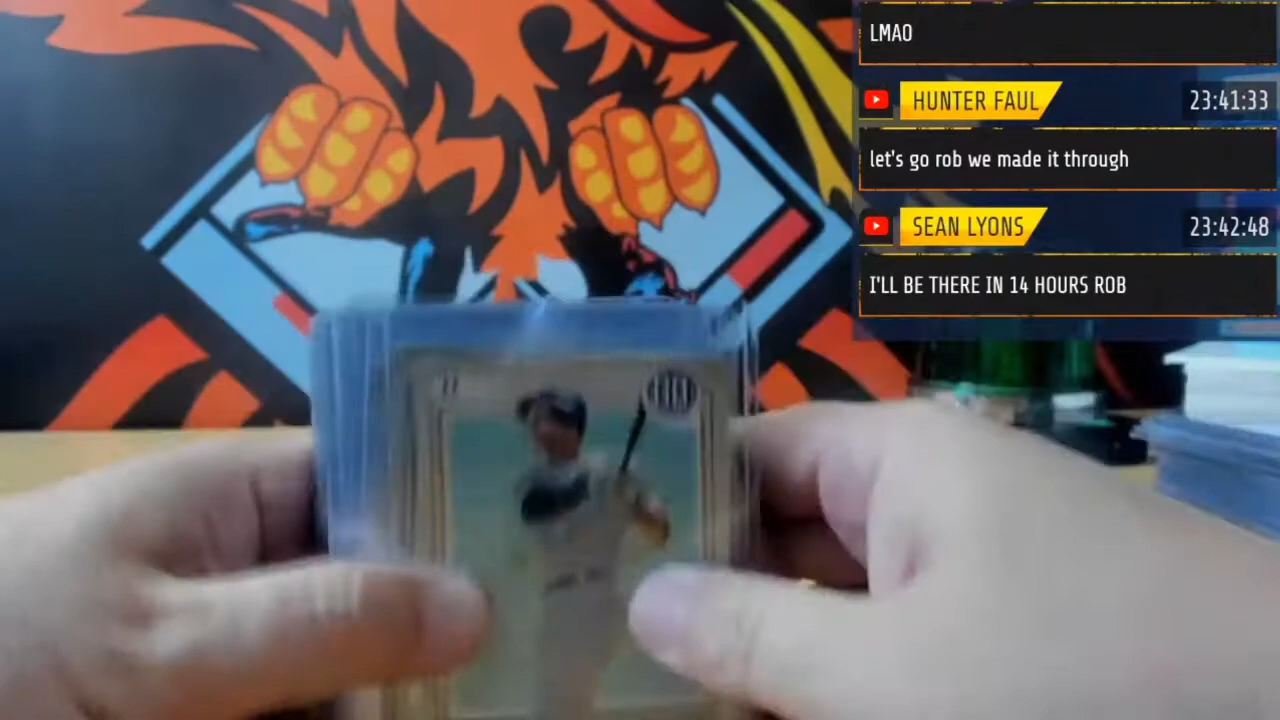 LMAO
HUNTER FAUL 23:41:33
let's go rob we made it through
SEAN LYONS 23:42:48
I'LL BE THERE IN 14 HOURS ROB